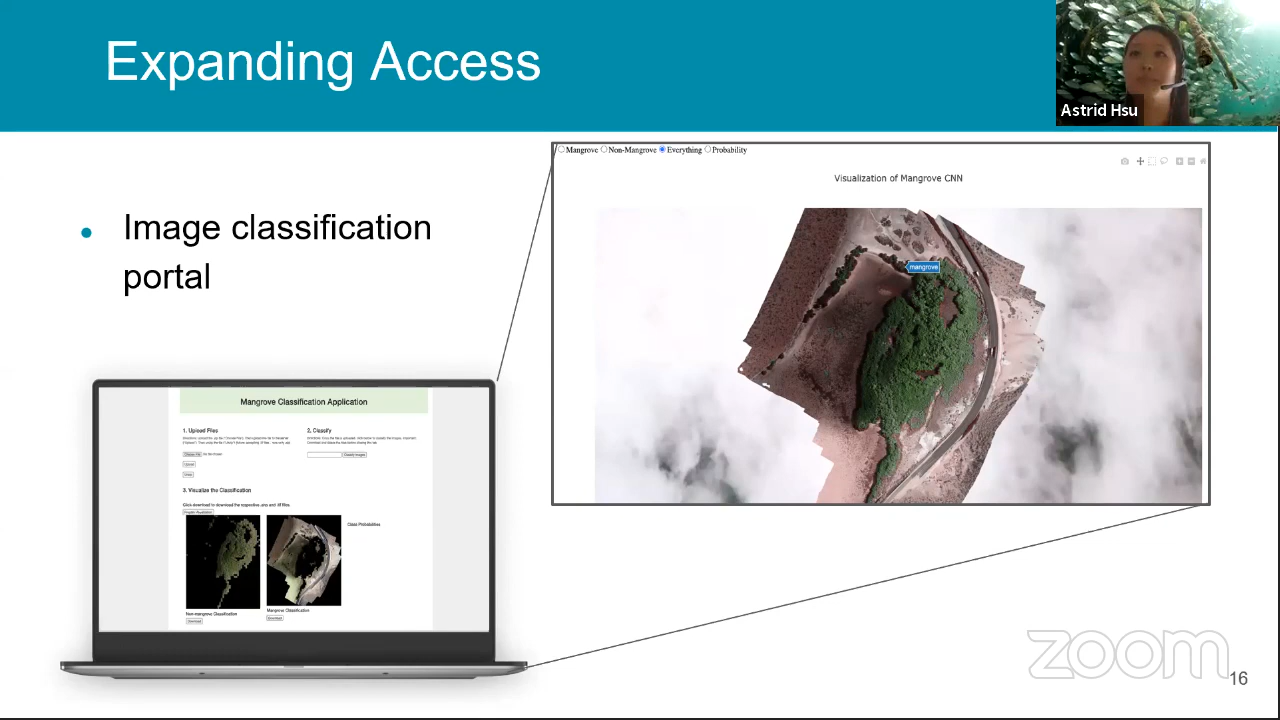 Expanding Access
Astrid Hsu
Image classification
portal
Mangrove Non-Mangrove Everything Probability
Visualization of Mangrove CNN
mangrove
Mangrove Classification Application
1. Upload Files
2. Classify
3. Visualize the Classification
Class Probabilities
Non-mangrove Classification
Mangrove Classification
Download
Download
zoom
16